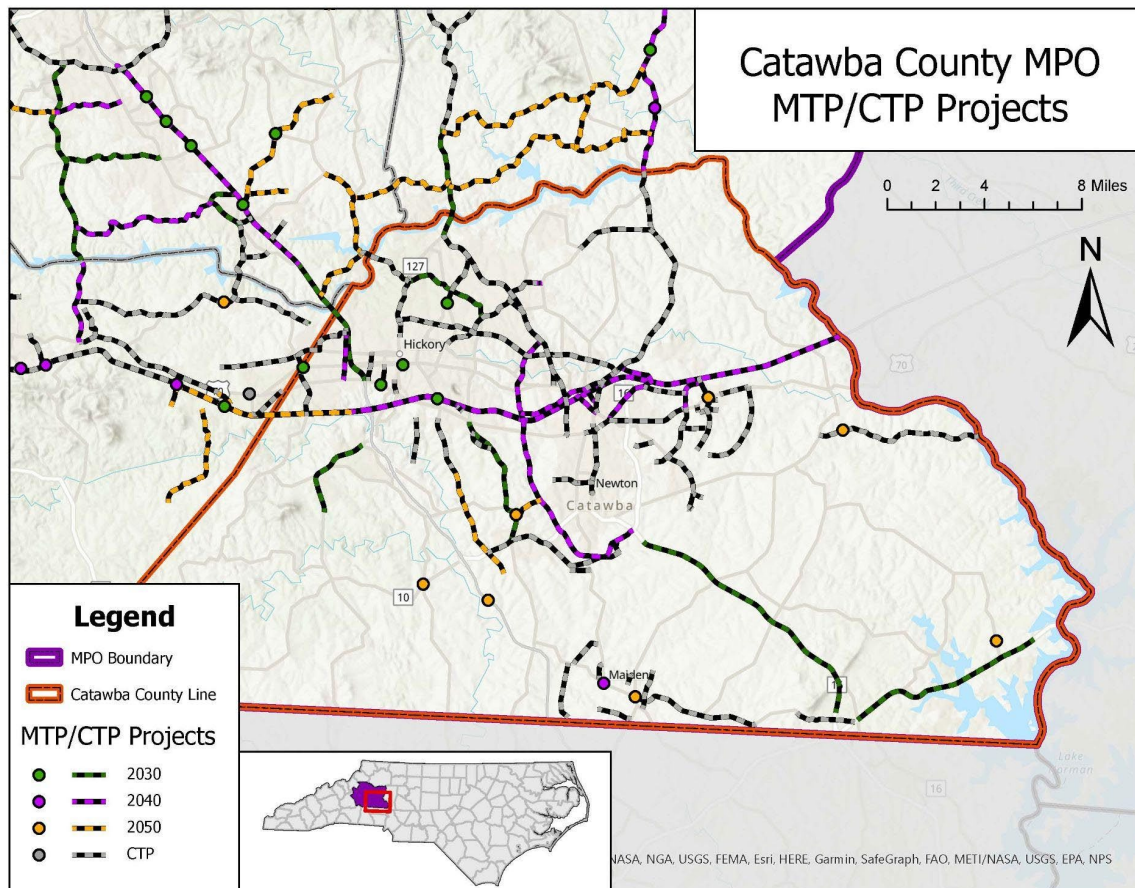 Catawba County MPO
MTP/CTP Projects
0 2 4 8 Miles
N
127
Hickory
70
16
Newton
Catawba
10
Maiden
Lake
Norman
16
Legend
MPO Boundary
Catawba County Line
MTP/CTP Projects
2030
2040
2050
CTP
NASA, NGA, USGS, FEMA, Esri, HERE, Garmin, SafeGraph, FAO, METI/NASA, USGS, EPA, NPS